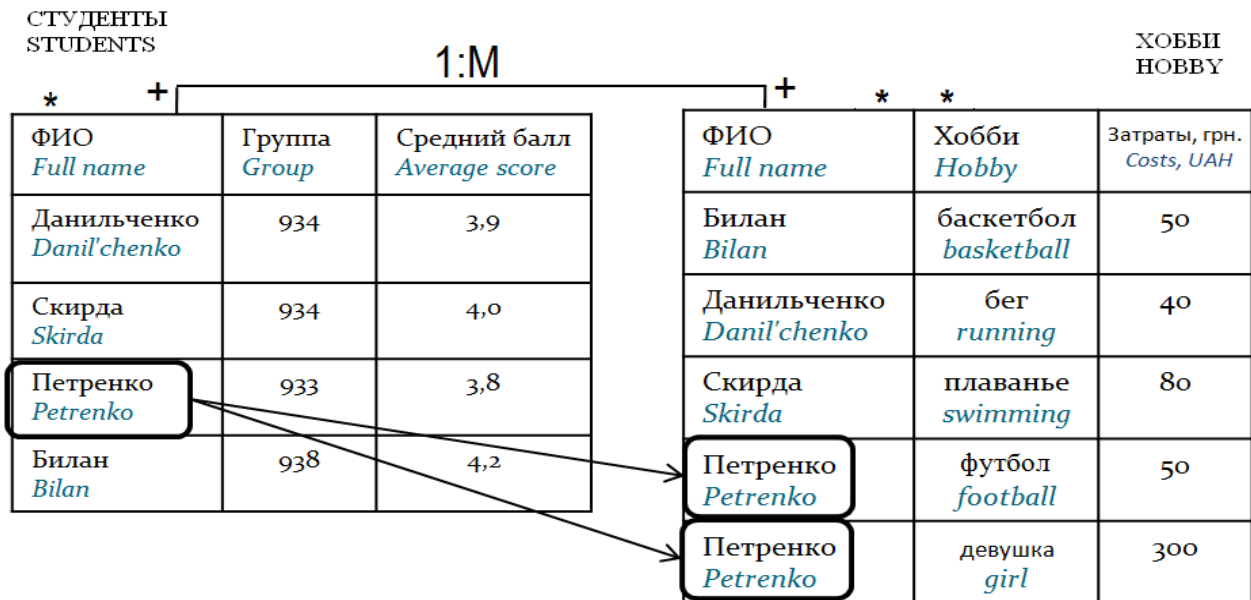 СТУДЕНТЫ
STUDENTS
1:M
ХОББИ
HOBBY
* +
+ * *
ФИО Группа Средний балл
Full name Group Average score
Данильченко 934 3,9
Danil'chenko
Скирда 934 4,0
Skirda
Петренко 933 3,8
Petrenko
Билан 938 4,2
Bilan
ФИО Хобби Затраты, грн.
Full name Hobby Costs, UAH
Билан баскетбол 50
Bilan basketball
Данильченко бег 40
Danil'chenko running
Скирда плаванье 80
Skirda swimming
Петренко футбол 50
Petrenko football
Петренко девушка 300
Petrenko girl